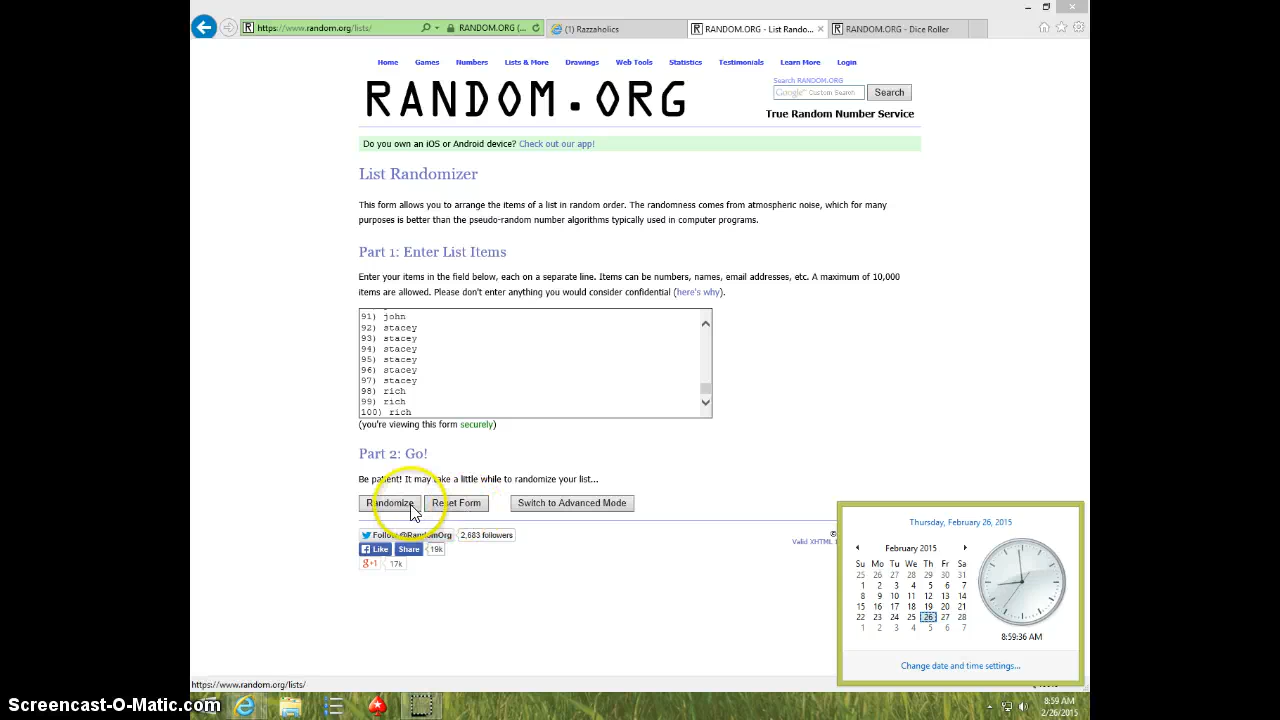 https://www.random.org/lists/
RANDOM.ORG (...
(1) Razzaholics
RANDOM.ORG - List Rando...
RANDOM.ORG - Dice Roller
Home Games Numbers Lists & More Drawings Web Tools Statistics Testimonials Learn More Login
RANDOM.ORG
Search RANDOM.ORG
Google™ Custom Search
Search
True Random Number Service
Do you own an iOS or Android device? Check out our app!
List Randomizer
This form allows you to arrange the items of a list in random order. The randomness comes from atmospheric noise, which for many
purposes is better than the pseudo-random number algorithms typically used in computer programs.
Part 1: Enter List Items
Enter your items in the field below, each on a separate line. Items can be numbers, names, email addresses, etc. A maximum of 10,000
items are allowed. Please don't enter anything you would consider confidential (here's why).
91) john
92) stacey
93) stacey
94) stacey
95) stacey
96) stacey
97) stacey
98) rich
99) rich
100) rich
(you're viewing this form securely)
Part 2: Go!
Be patient! It may take a little while to randomize your list...
Randomize Reset Form Switch to Advanced Mode
Follow @RandomOrg 2,683 followers
Like Share 19k
g+1 17k
©
Valid XHTML 1
Thursday, February 26, 2015
February 2015
Su Mo Tu We Th Fr Sa
25 26 27 28 29 30 31
1 2 3 4 5 6 7
8 9 10 11 12 13 14
15 16 17 18 19 20 21
22 23 24 25 26 27 28
1 2 3 4 5 6 7
8:59:36 AM
Change date and time settings...
https://www.random.org/lists/
8:59 AM
2/26/2015
Screencast-O-Matic.com